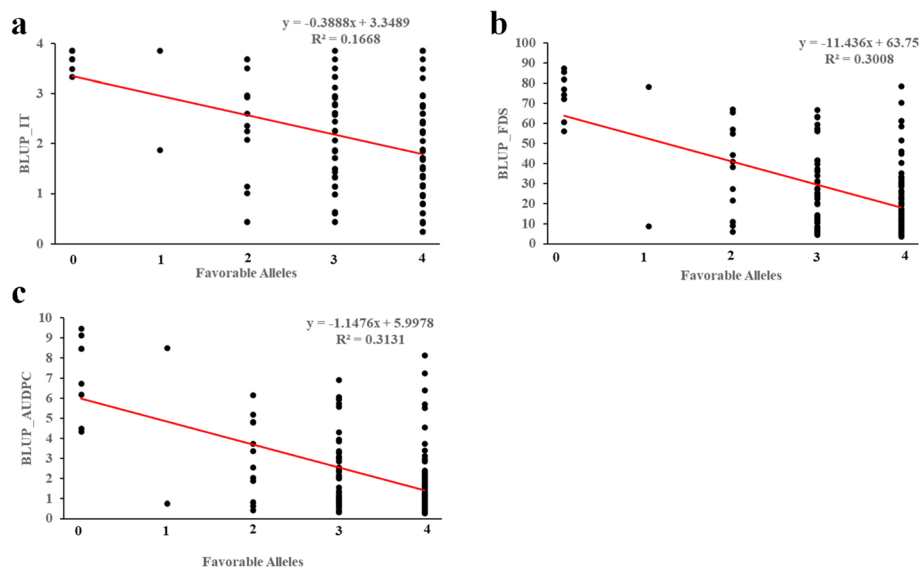 a
y = -0.3888x + 3.3489
R² = 0.1668
4
3
2
1
0
BLUP_IT
0 1 2 3 4
Favorable Alleles
b
y = -11.436x + 63.75
R² = 0.3008
100
90
80
70
60
50
40
30
20
10
0
BLUP_FDS
0 1 2 3 4
Favorable Alleles
c
y = -1.1476x + 5.9978
R² = 0.3131
10
9
8
7
6
5
4
3
2
1
0
BLUP_AUDPC
0 1 2 3 4
Favorable Alleles